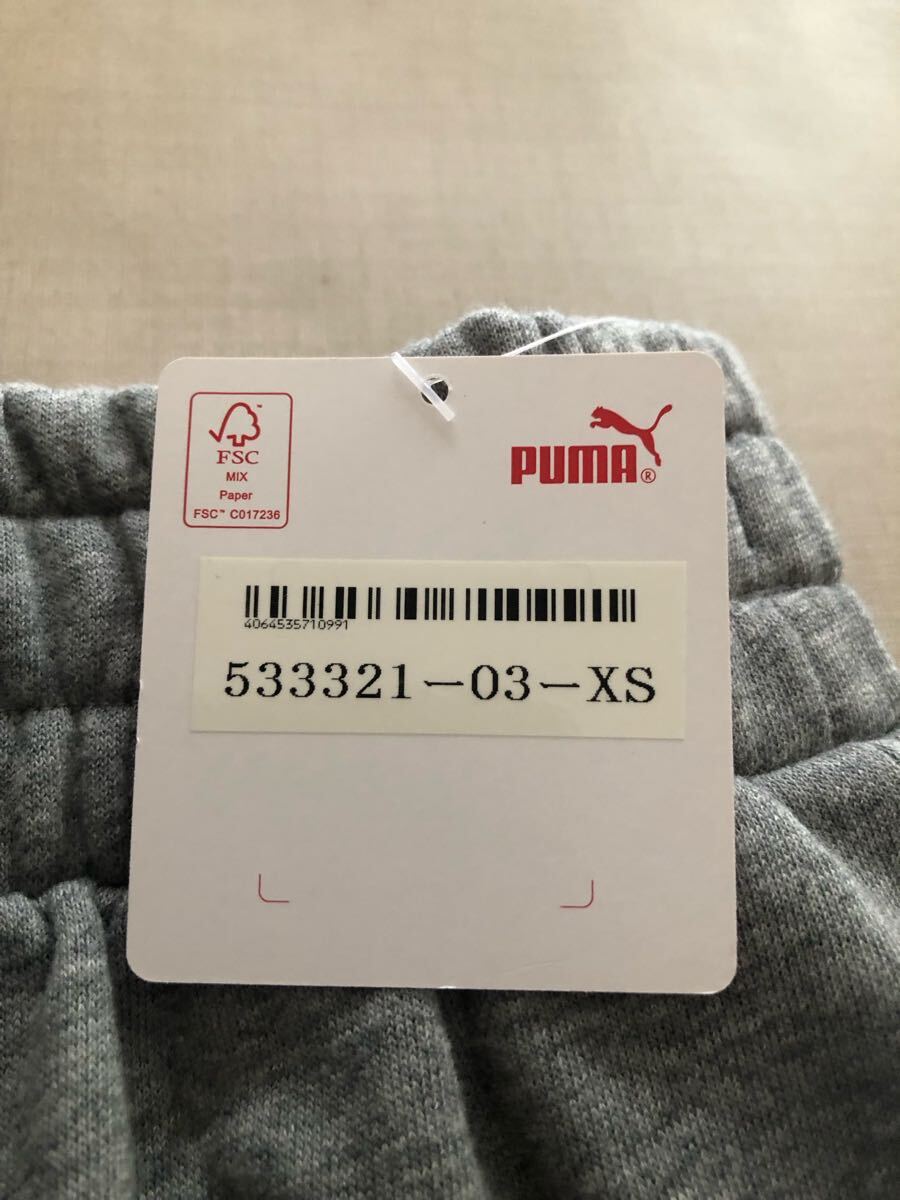 FSC
MIX
Paper
FSC™ C017236
PUMA®
4064535710991
533321-03-XS